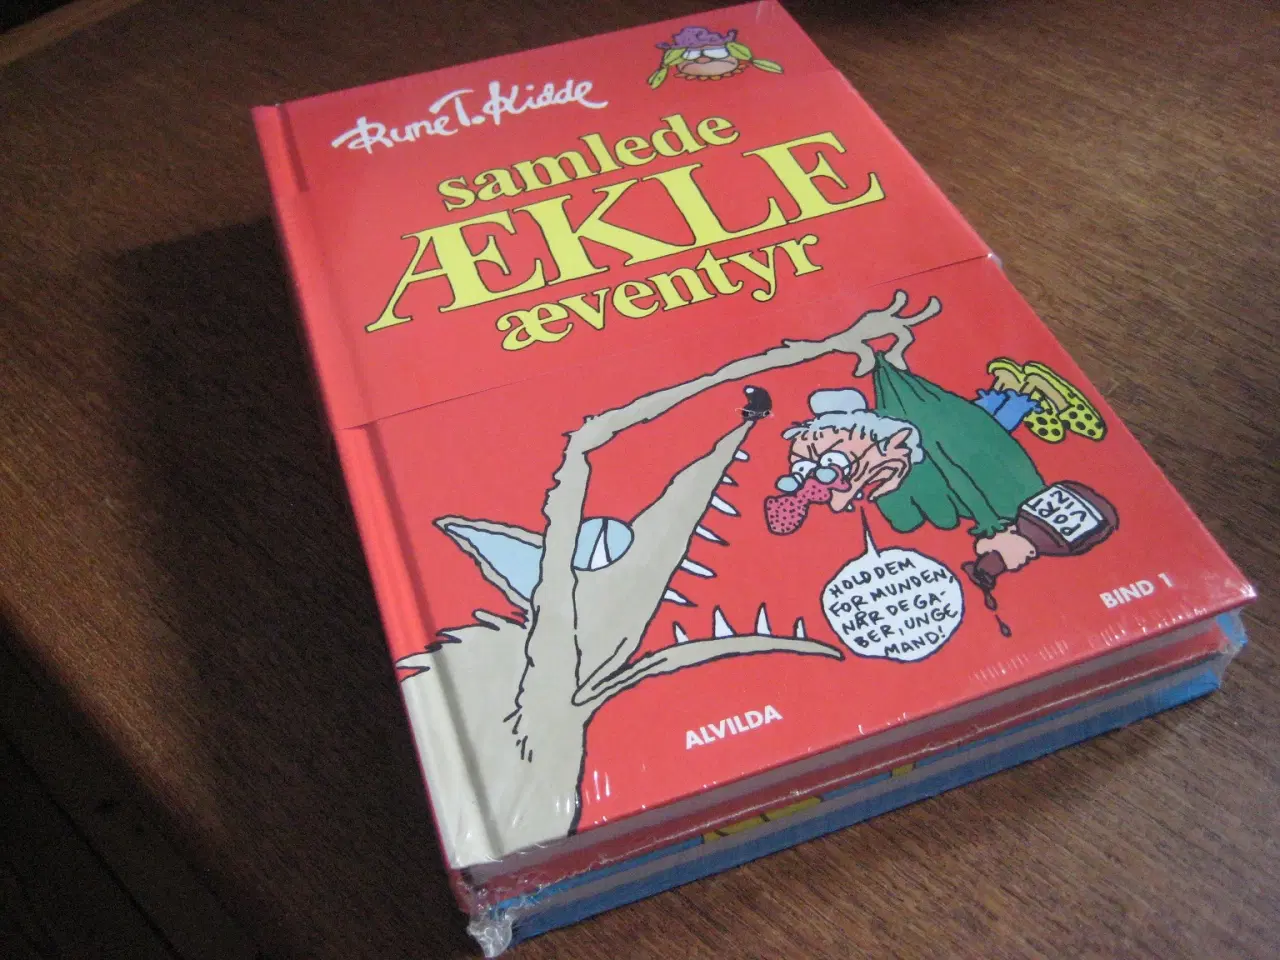 Rune T. Kidde
samlede
ÆKLE
æventyr
PORT
VIN
HOLD DEM
FOR MUNDEN,
NÅR DE GA-
BER, UNGE
MAND!
BIND 1
ALVILDA